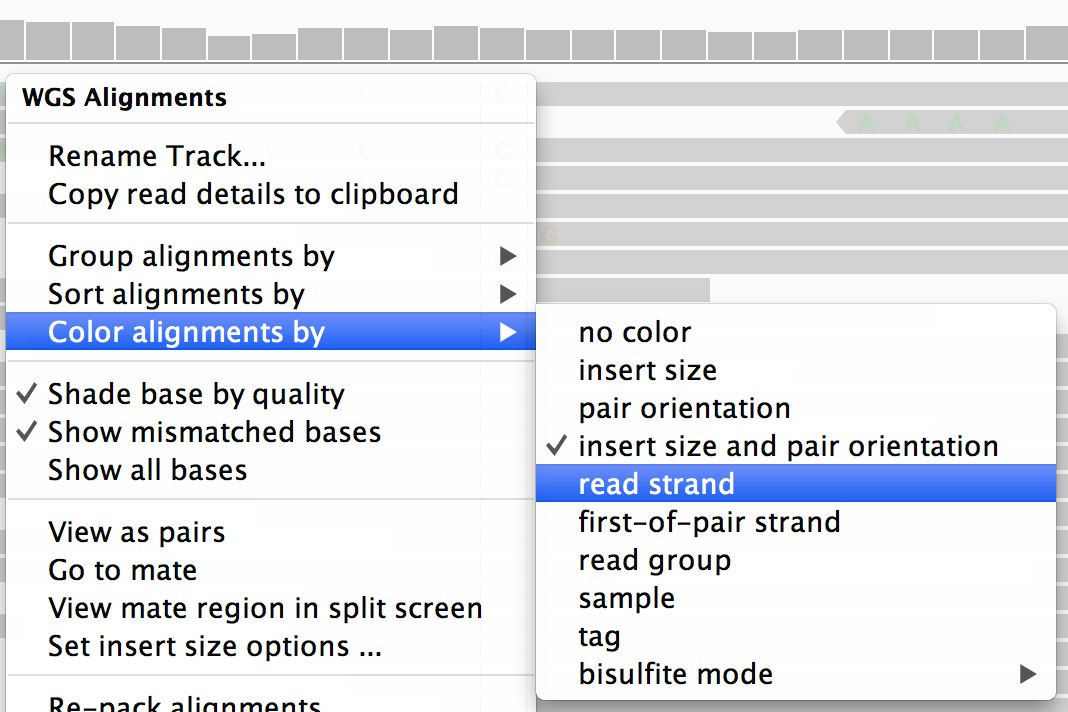 WGS Alignments
Rename Track...
Copy read details to clipboard
Group alignments by
Sort alignments by
Color alignments by
Shade base by quality
Show mismatched bases
Show all bases
View as pairs
Go to mate
View mate region in split screen
Set insert size options ...
Re-pack alignments
no color
insert size
pair orientation
insert size and pair orientation
read strand
first-of-pair strand
read group
sample
tag
bisulfite mode
A A A A
C
C C
C
G